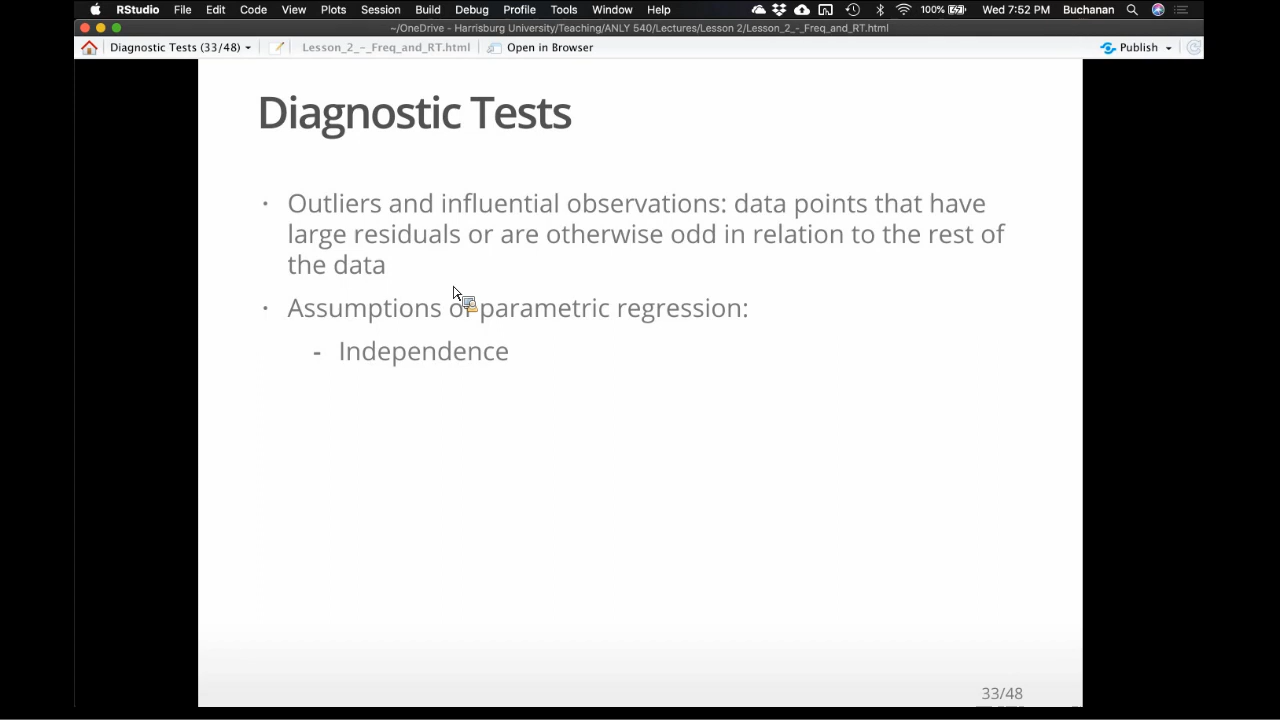 RStudio File Edit Code View Plots Session Build Debug Profile Tools Window Help 100% Wed 7:52 PM Buchanan
~/OneDrive - Harrisburg University/Teaching/ANLY 540/Lectures/Lesson 2/Lesson_2_-_Freq_and_RT.html
Diagnostic Tests (33/48) Lesson_2_-_Freq_and_RT.html Open in Browser Publish
Diagnostic Tests
· Outliers and influential observations: data points that have
large residuals or are otherwise odd in relation to the rest of
the data
· Assumptions of parametric regression:
- Independence
33/48